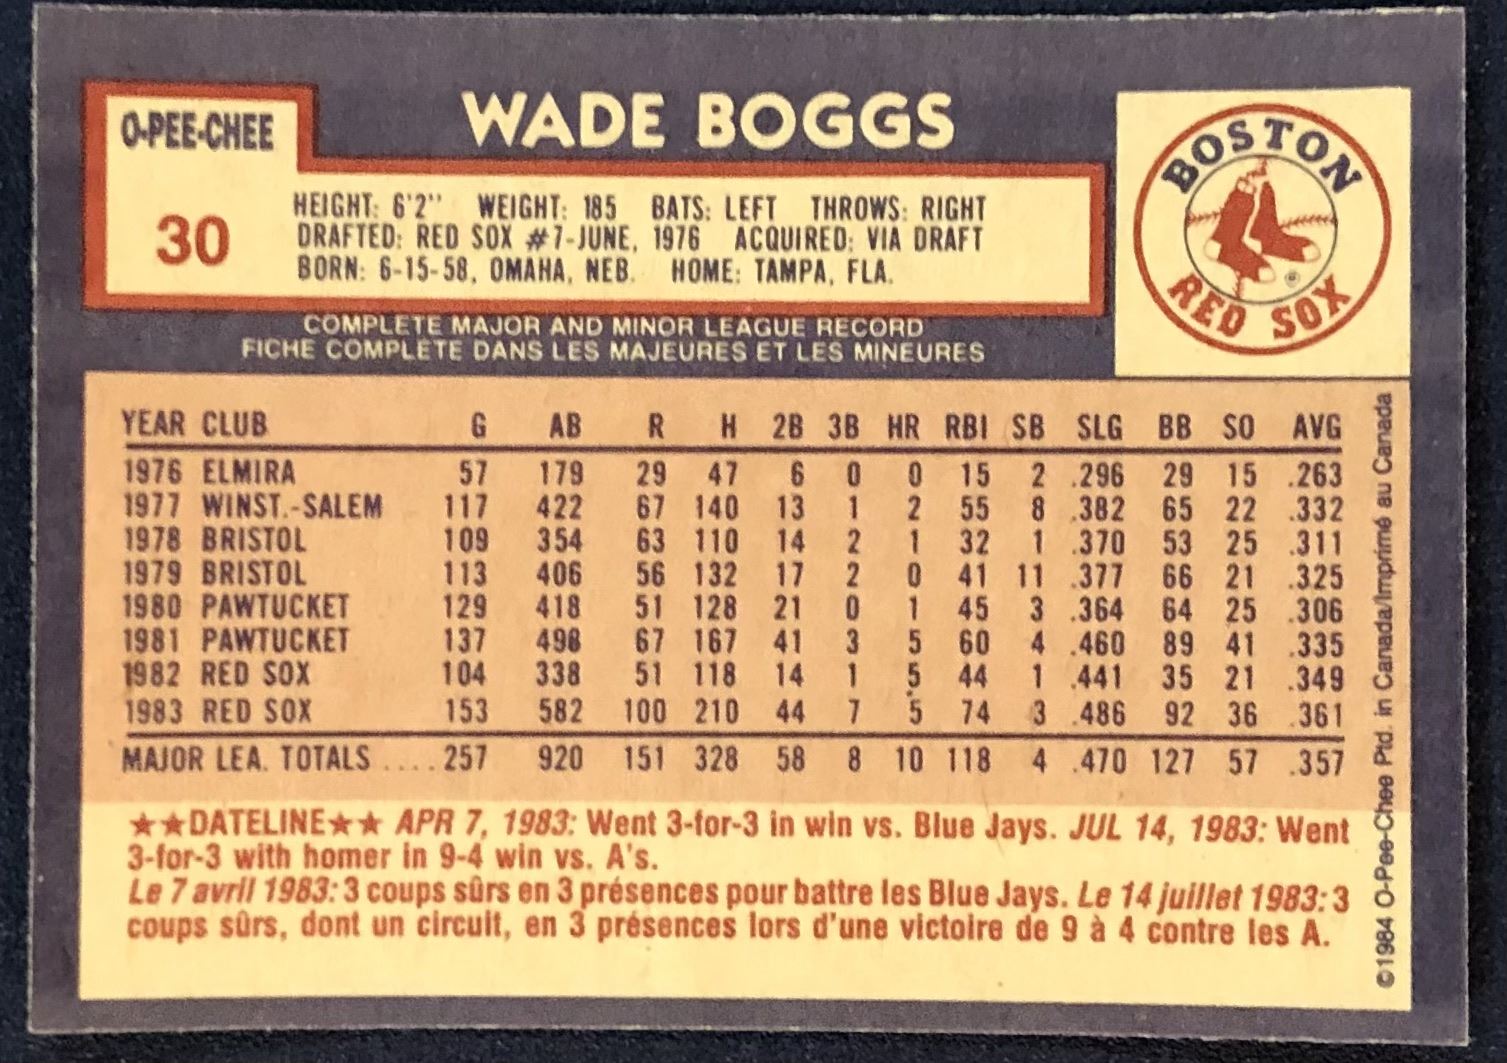 O-PEE-CHEE
30
WADE BOGGS
HEIGHT: 6'2" WEIGHT: 185 BATS: LEFT THROWS: RIGHT
DRAFTED: RED SOX #7-JUNE, 1976 ACQUIRED: VIA DRAFT
BORN: 6-15-58, OMAHA, NEB. HOME: TAMPA, FLA.
BOSTON
RED SOX
®
COMPLETE MAJOR AND MINOR LEAGUE RECORD
FICHE COMPLETE DANS LES MAJEURES ET LES MINEURES
YEAR CLUB G AB R H 2B 3B HR RBI SB SLG BB SO AVG
1976 ELMIRA 57 179 29 47 6 0 0 15 2 .296 29 15 .263
1977 WINST.-SALEM 117 422 67 140 13 1 2 55 8 .382 65 22 .332
1978 BRISTOL 109 354 63 110 14 2 1 32 1 .370 53 25 .311
1979 BRISTOL 113 406 56 132 17 2 0 41 11 .377 66 21 .325
1980 PAWTUCKET 129 418 51 128 21 0 1 45 3 .364 64 25 .306
1981 PAWTUCKET 137 498 67 167 41 3 5 60 4 .460 89 41 .335
1982 RED SOX 104 338 51 118 14 1 5 44 1 .441 35 21 .349
1983 RED SOX 153 582 100 210 44 7 5 74 3 .486 92 36 .361
MAJOR LEA. TOTALS .... 257 920 151 328 58 8 10 118 4 .470 127 57 .357
★★DATELINE★★ APR 7, 1983: Went 3-for-3 in win vs. Blue Jays. JUL 14, 1983: Went
3-for-3 with homer in 9-4 win vs. A's.
Le 7 avril 1983: 3 coups sûrs en 3 présences pour battre les Blue Jays. Le 14 juillet 1983: 3
coups sûrs, dont un circuit, en 3 présences lors d'une victoire de 9 à 4 contre les A.
©1984 O-Pee-Chee Ptd. in Canada/Imprimé au Canada